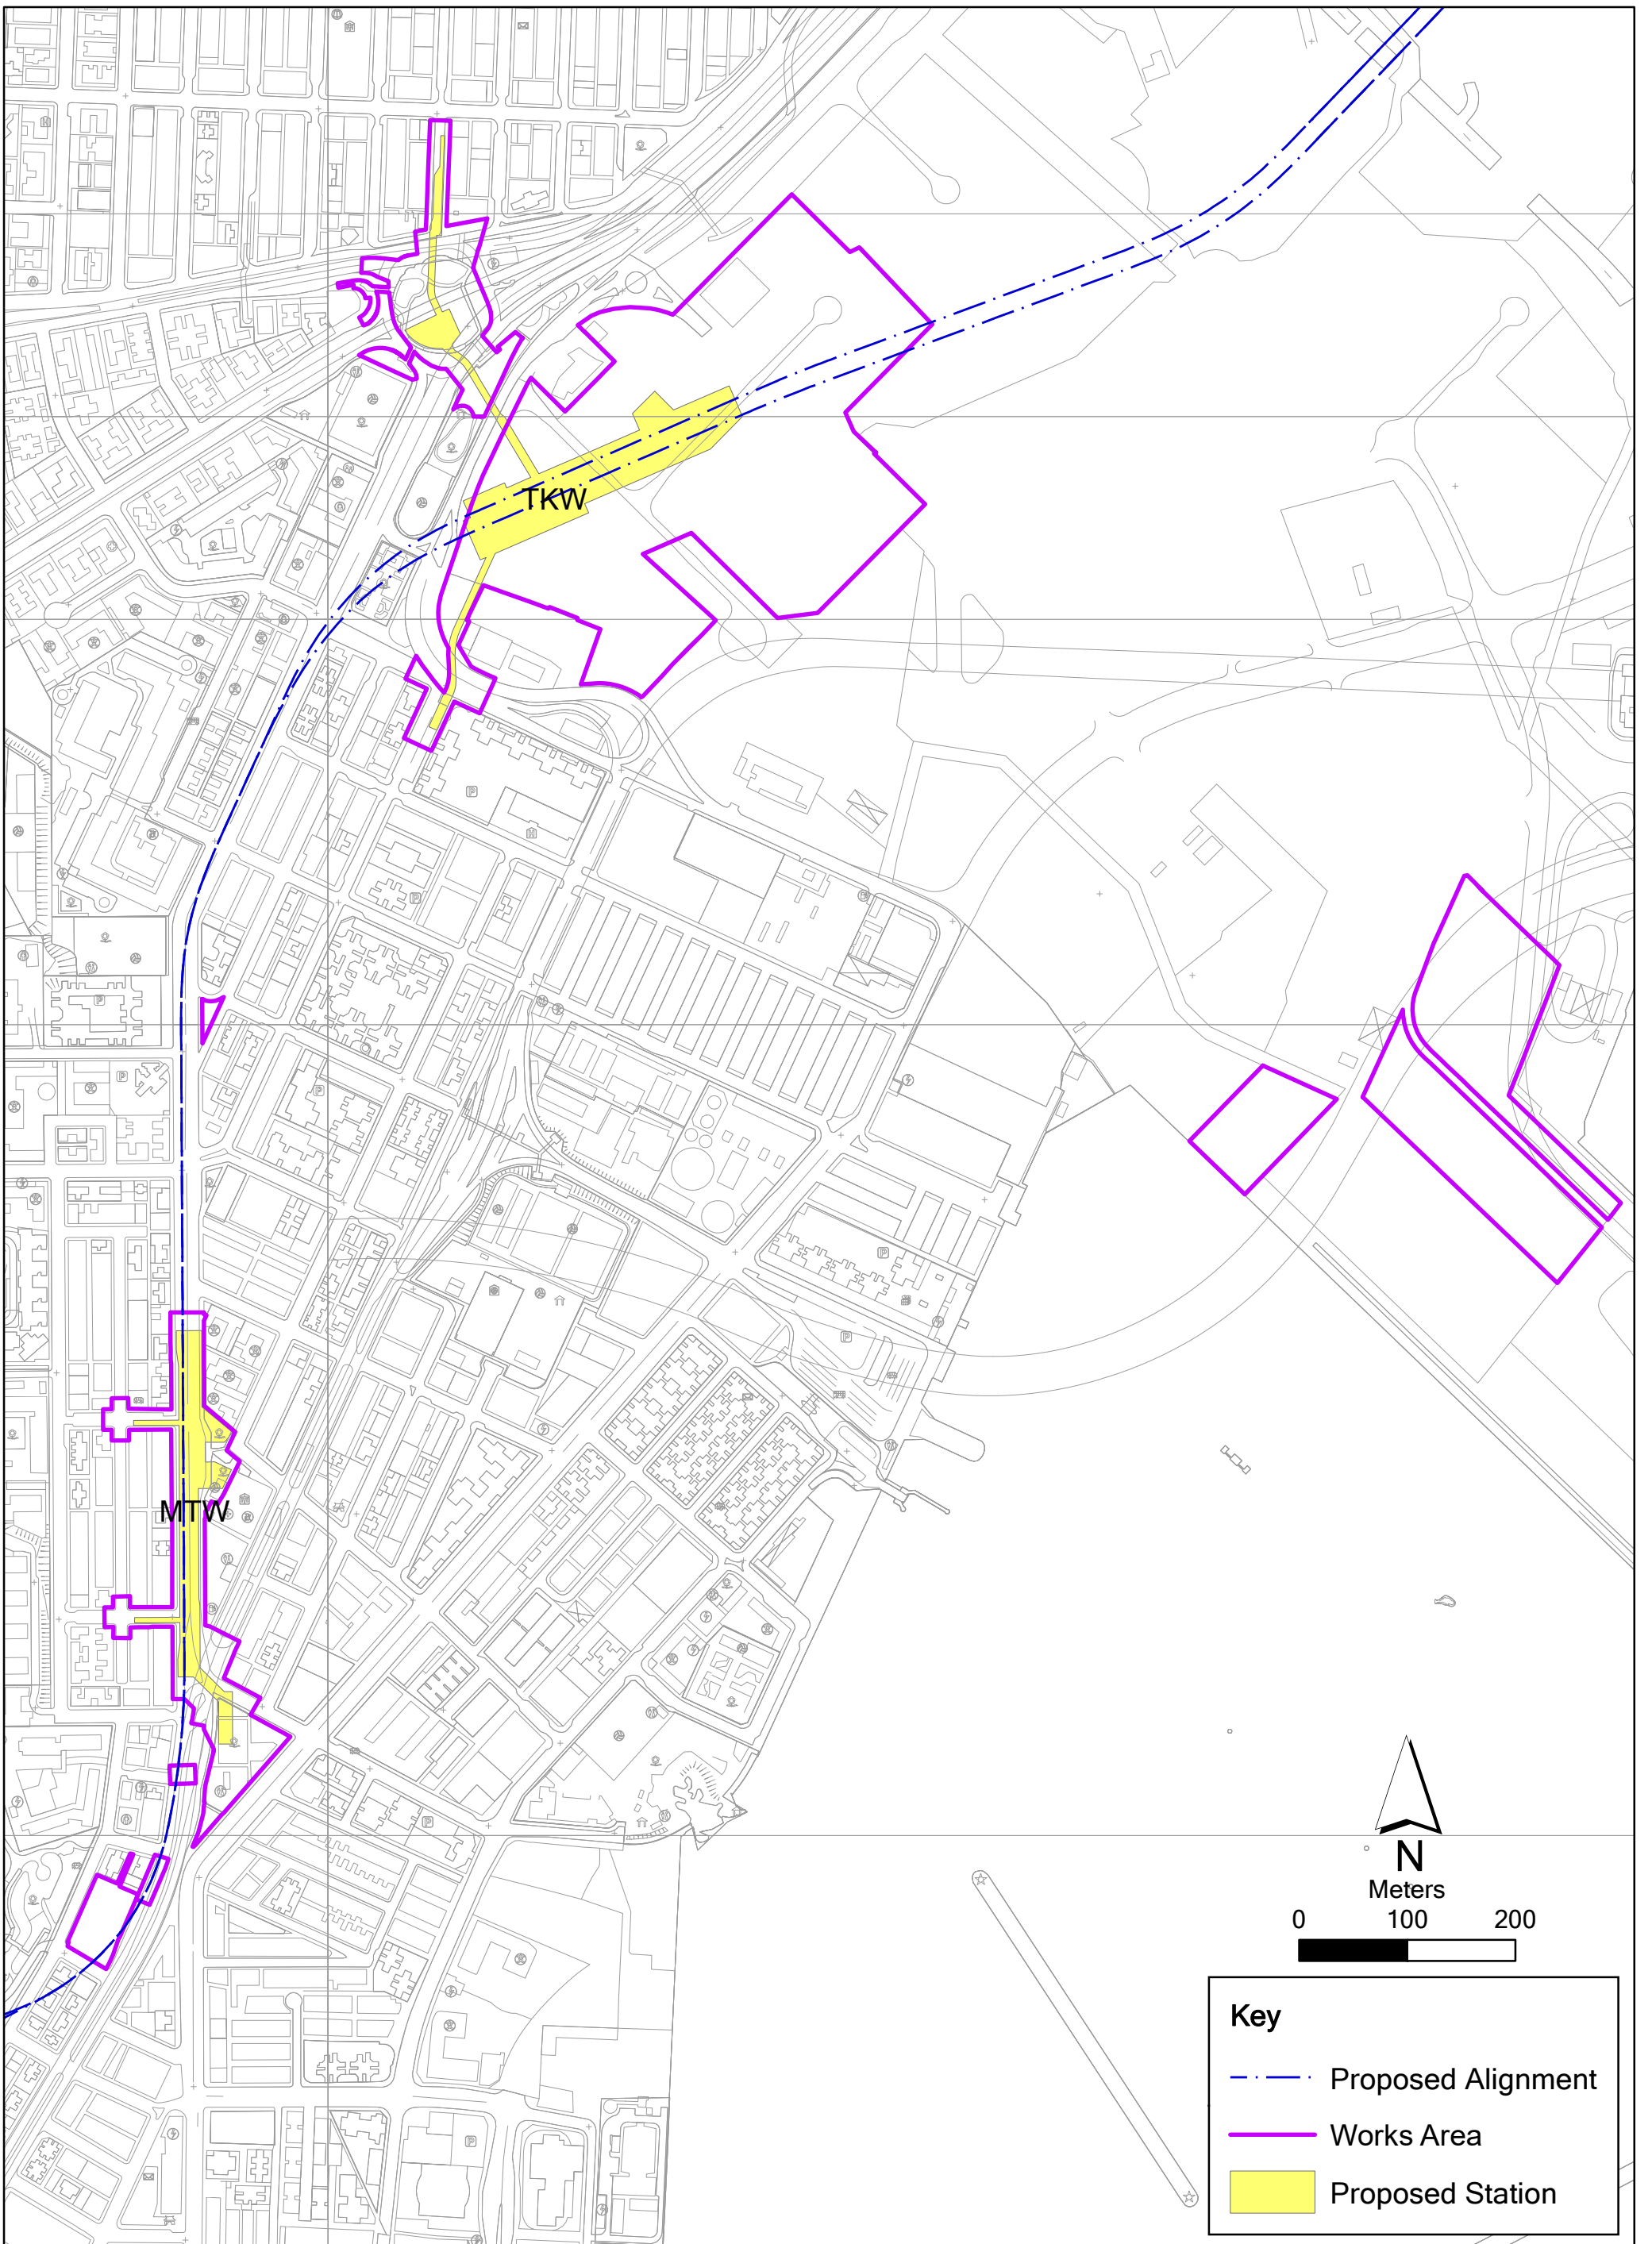 TKW
MTW
N
Meters
0 100 200
Key
Proposed Alignment
Works Area
Proposed Station